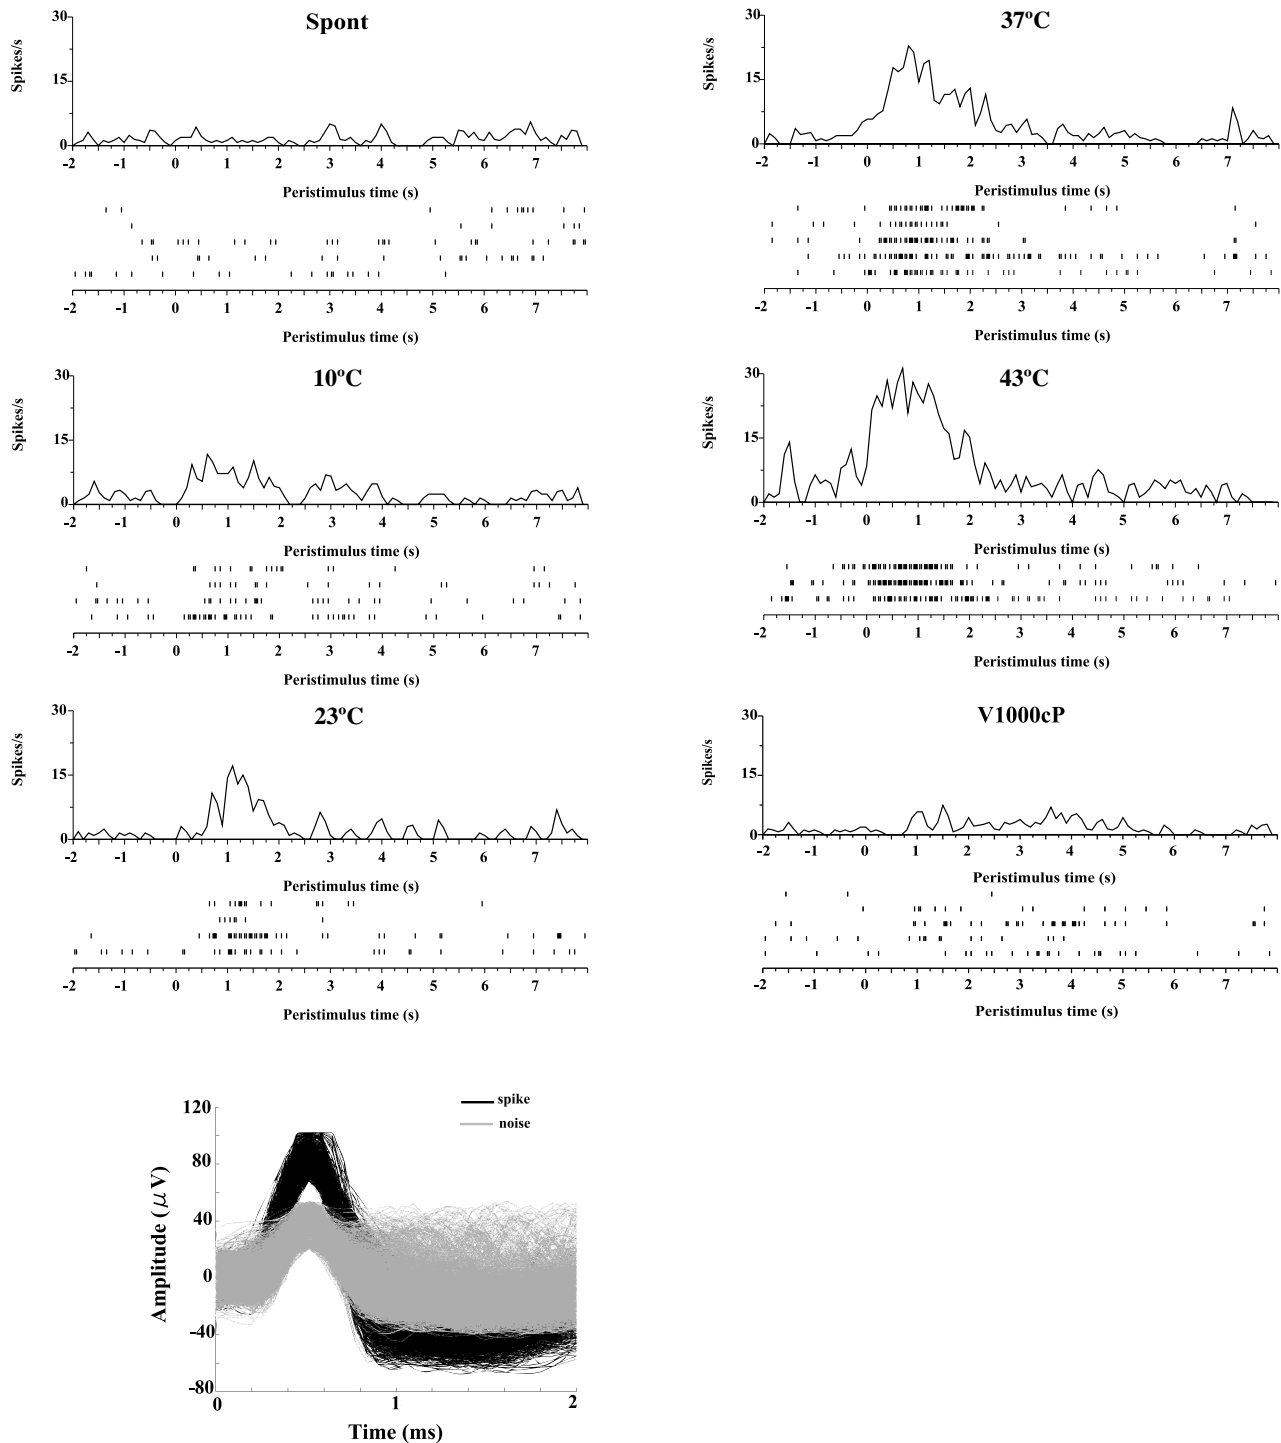 Spont
Spikes/s
30
15
0
-2 -1 0 1 2 3 4 5 6 7
Peristimulus time (s)
-2 -1 0 1 2 3 4 5 6 7
Peristimulus time (s)
37ºC
Spikes/s
30
15
0
-2 -1 0 1 2 3 4 5 6 7
Peristimulus time (s)
-2 -1 0 1 2 3 4 5 6 7
Peristimulus time (s)
10ºC
Spikes/s
30
15
0
-2 -1 0 1 2 3 4 5 6 7
Peristimulus time (s)
-2 -1 0 1 2 3 4 5 6 7
Peristimulus time (s)
43ºC
Spikes/s
30
15
0
-2 -1 0 1 2 3 4 5 6 7
Peristimulus time (s)
-2 -1 0 1 2 3 4 5 6 7
Peristimulus time (s)
23ºC
Spikes/s
30
15
0
-2 -1 0 1 2 3 4 5 6 7
Peristimulus time (s)
-2 -1 0 1 2 3 4 5 6 7
Peristimulus time (s)
V1000cP
Spikes/s
30
15
0
-2 -1 0 1 2 3 4 5 6 7
Peristimulus time (s)
-2 -1 0 1 2 3 4 5 6 7
Peristimulus time (s)
spike
noise
Amplitude (μV)
120
80
40
0
-40
-80
0 1 2
Time (ms)